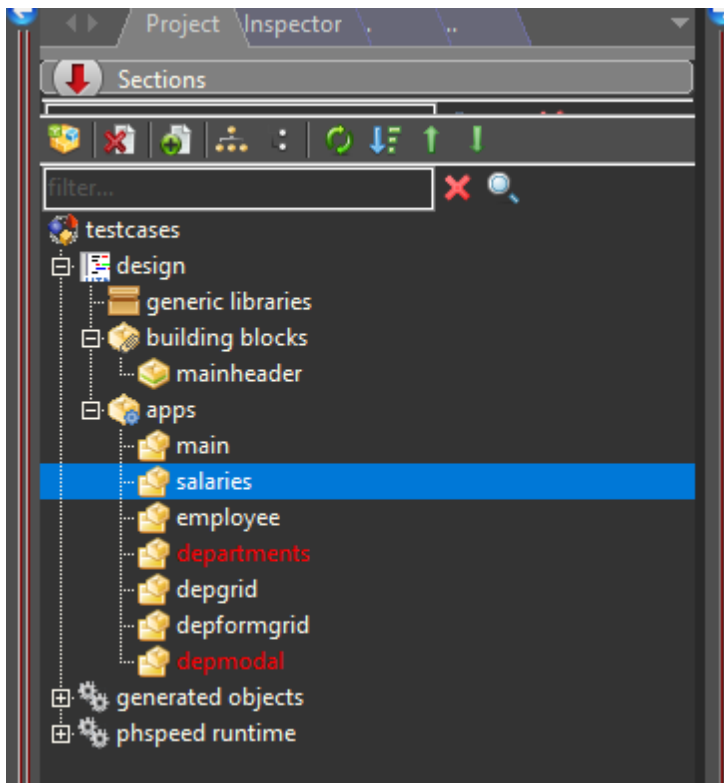 Project Inspector . ..
Sections
filter...
testcases
design
generic libraries
building blocks
mainheader
apps
main
salaries
employee
departments
depgrid
depformgrid
depmodal
generated objects
phspeed runtime